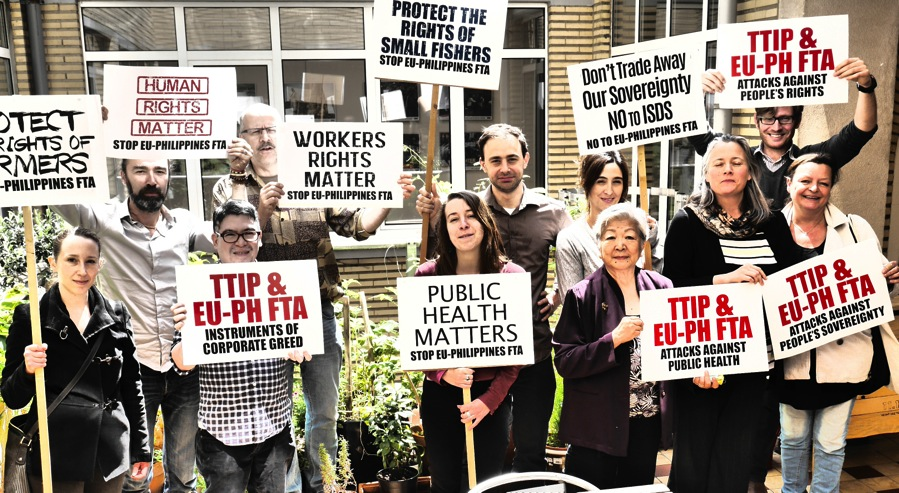 PROTECT
RIGHTS OF
ARMERS
EU-PHILIPPINES FTA
HUMAN
RIGHTS
MATTER
STOP EU-PHILIPPINES FTA
WORKERS
RIGHTS
MATTER
STOP EU-PHILIPPINES FTA
PROTECT THE
RIGHTS OF
SMALL FISHERS
STOP EU-PHILIPPINES FTA
Don't Trade Away
Our Sovereignty
NO to ISDS
NO TO EU-PHILIPPINES FTA
TTIP &
EU-PH FTA
ATTACKS AGAINST
PEOPLE'S RIGHTS
TTIP &
EU-PH FTA
INSTRUMENTS OF
CORPORATE GREED
PUBLIC
HEALTH
MATTERS
STOP EU-PHILIPPINES FTA
TTIP &
EU-PH FTA
ATTACKS AGAINST
PUBLIC HEALTH
TTIP &
EU-PH FTA
ATTACKS AGAINST
PEOPLE'S SOVEREIGNTY